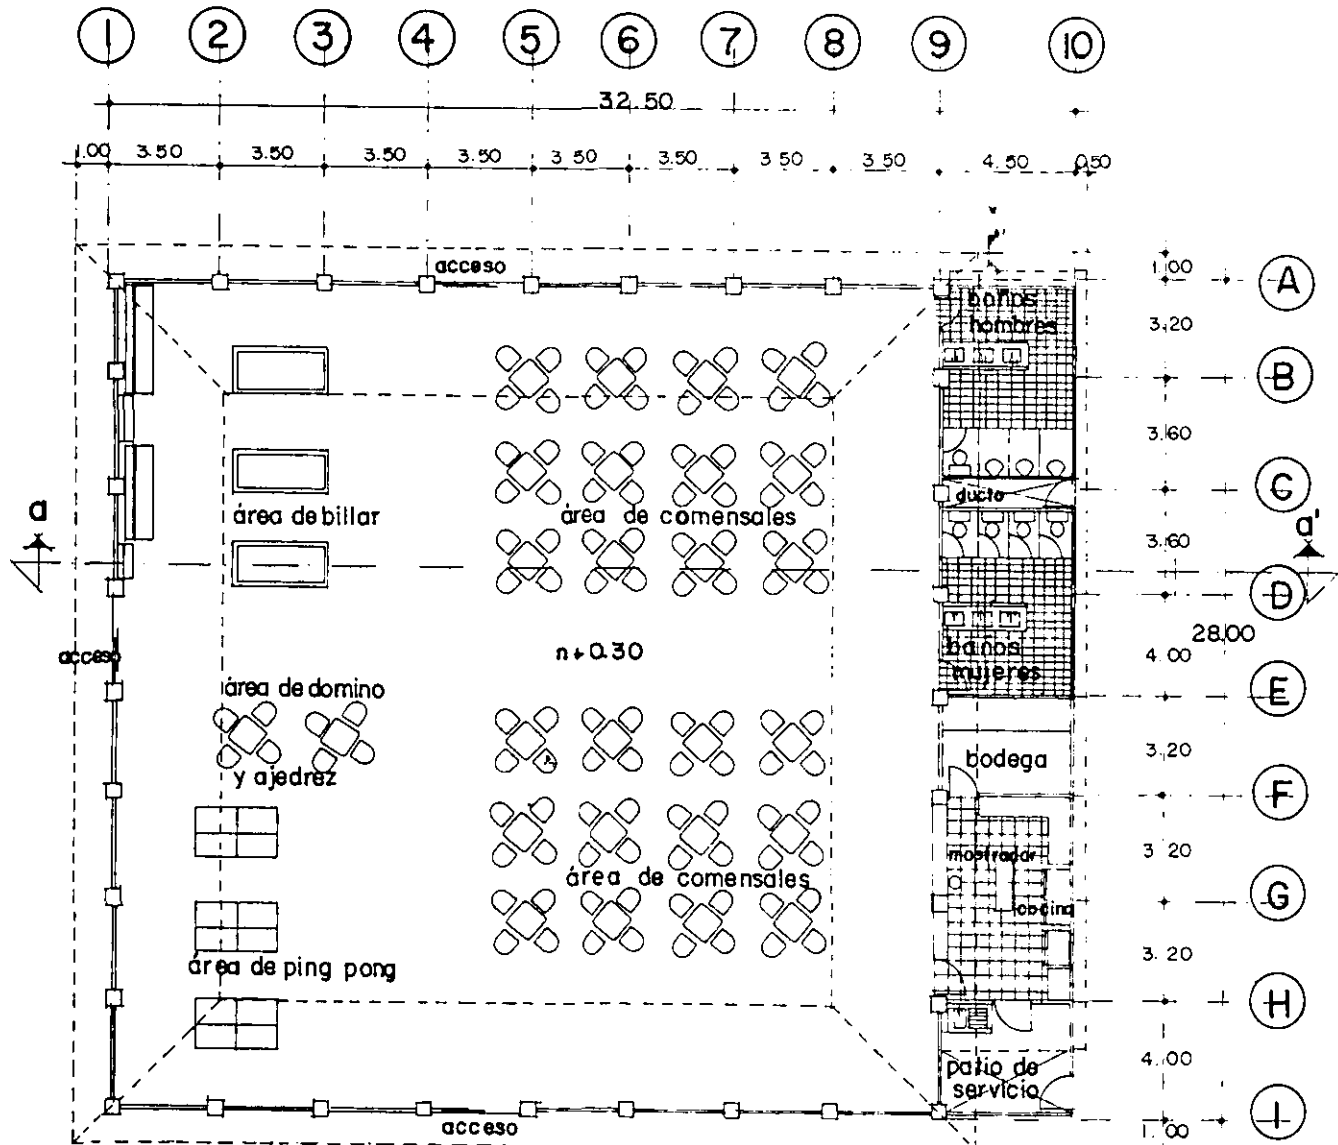 1 2 3 4 5 6 7 8 9 10
32.50
1.00 3.50 3.50 3.50 3.50 3.50 3.50 3.50 3.50 4.50 0.50
acceso
1.00
A
baños
hombres
3.20
B
3.60
C
ducto
área de billar
área de comensales
a
a'
3.60
D
28.00
baños
mujeres
4.00
acceso
n+0.30
E
área de domino
y ajedrez
3.20
bodega
F
mostrador
3.20
área de comensales
G
cocina
área de ping pong
3.20
H
4.00
patio de
servicio
acceso
1.00
I